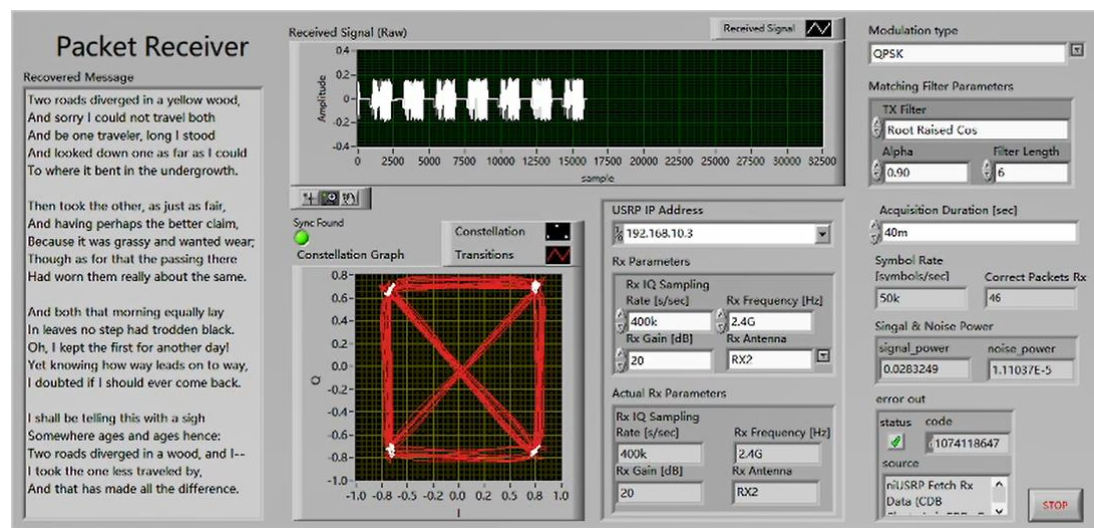 Packet Receiver
Recovered Message
Two roads diverged in a yellow wood,
And sorry I could not travel both
And be one traveler, long I stood
And looked down one as far as I could
To where it bent in the undergrowth.
Then took the other, as just as fair,
And having perhaps the better claim,
Because it was grassy and wanted wear;
Though as for that the passing there
Had worn them really about the same.
And both that morning equally lay
In leaves no step had trodden black.
Oh, I kept the first for another day!
Yet knowing how way leads on to way,
I doubted if I should ever come back.
I shall be telling this with a sigh
Somewhere ages and ages hence:
Two roads diverged in a wood, and I--
I took the one less traveled by,
And that has made all the difference.
Received Signal (Raw)
Received Signal
Amplitude
0.4
0.2
0
-0.2
-0.4
0 2500 5000 7500 10000 12500 15000 17500 20000 22500 25000 27500 30000 32500
sample
Sync Found
Constellation
Constellation Graph
Transitions
Q
0.8
0.6
0.4
0.2
0.0
-0.2
-0.4
-0.6
-0.8
-1.0
-1.0 -0.8 -0.5 -0.2 0.0 0.2 0.5 0.8 1.0
I
USRP IP Address
192.168.10.3
Rx Parameters
Rx IQ Sampling
Rate [s/sec] Rx Frequency [Hz]
400k 2.4G
Rx Gain [dB] Rx Antenna
20 RX2
Actual Rx Parameters
Rx IQ Sampling
Rate [s/sec] Rx Frequency [Hz]
400k 2.4G
Rx Gain [dB] Rx Antenna
20 RX2
Modulation type
QPSK
Matching Filter Parameters
TX Filter
Root Raised Cos
Alpha Filter Length
0.90 6
Acquisition Duration [sec]
40m
Symbol Rate
[symbols/sec] Correct Packets Rx
50k 46
Singal & Noise Power
signal_power noise_power
0.0283249 1.11037E-5
error out
status code
1074118647
source
niUSRP Fetch Rx
Data (CDB
STOP